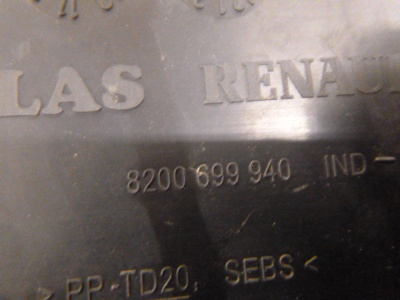 LAS RENAU
8200 699 940 IND -
> PP-TD20, SEBS <